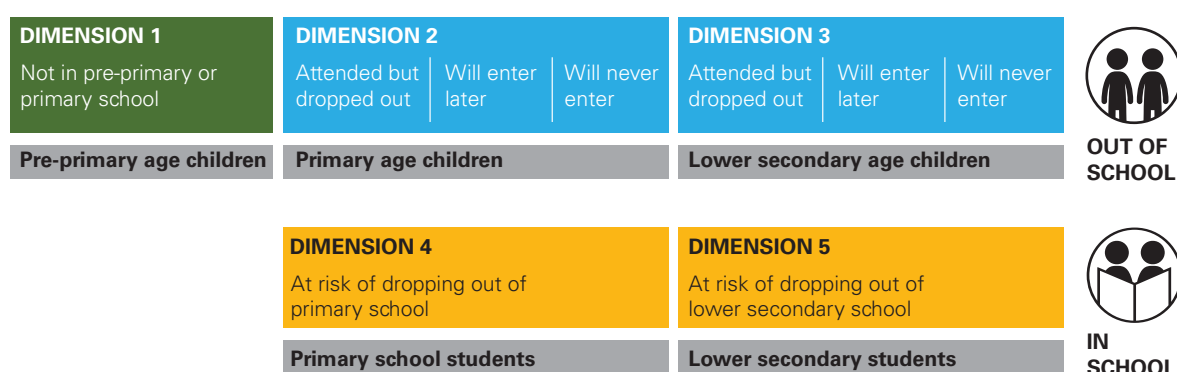 DIMENSION 1
Not in pre-primary or
primary school
DIMENSION 2
Attended but
dropped out
Will enter
later
Will never
enter
DIMENSION 3
Attended but
dropped out
Will enter
later
Will never
enter
Pre-primary age children
Primary age children
Lower secondary age children
OUT OF
SCHOOL
DIMENSION 4
At risk of dropping out of
primary school
DIMENSION 5
At risk of dropping out of
lower secondary school
Primary school students
Lower secondary students
IN
SCHOOL